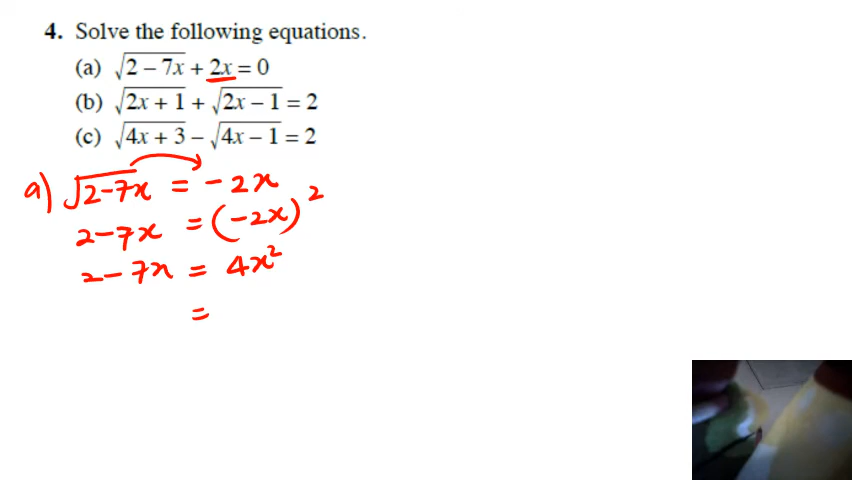 4. Solve the following equations.
(a) √(2 − 7x) + 2x = 0
(b) √(2x + 1) + √(2x − 1) = 2
(c) √(4x + 3) − √(4x − 1) = 2
a) √(2-7x) = -2x
2-7x = (-2x)²
2-7x = 4x²
=